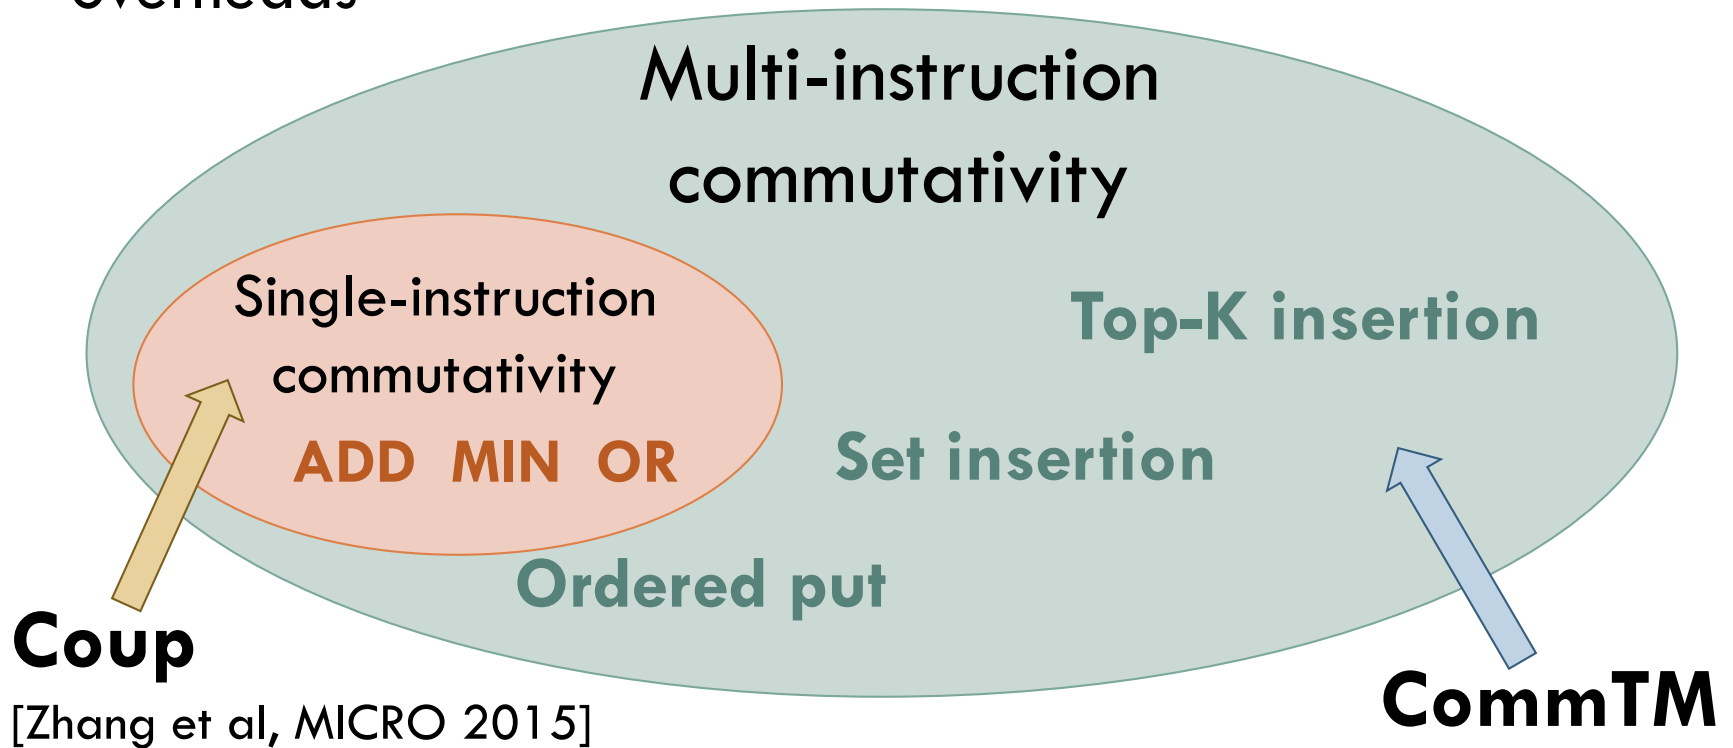 overheads
Multi-instruction
commutativity
Single-instruction
commutativity
ADD MIN OR
Top-K insertion
Set insertion
Ordered put
Coup
[Zhang et al, MICRO 2015]
CommTM